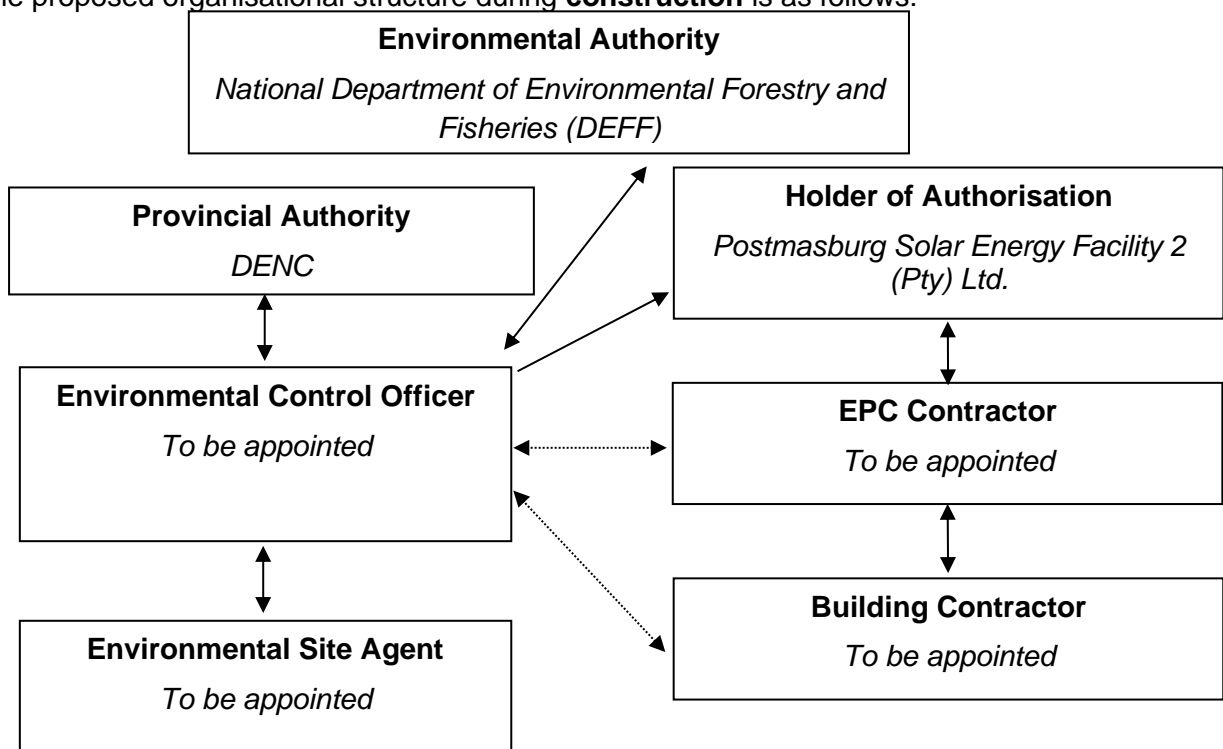 proposed organisational structure during construction is as follows:
Environmental Authority
National Department of Environmental Forestry and
Fisheries (DEFF)
Provincial Authority
DENC
Holder of Authorisation
Postmasburg Solar Energy Facility 2
(Pty) Ltd.
Environmental Control Officer
To be appointed
EPC Contractor
To be appointed
Environmental Site Agent
To be appointed
Building Contractor
To be appointed